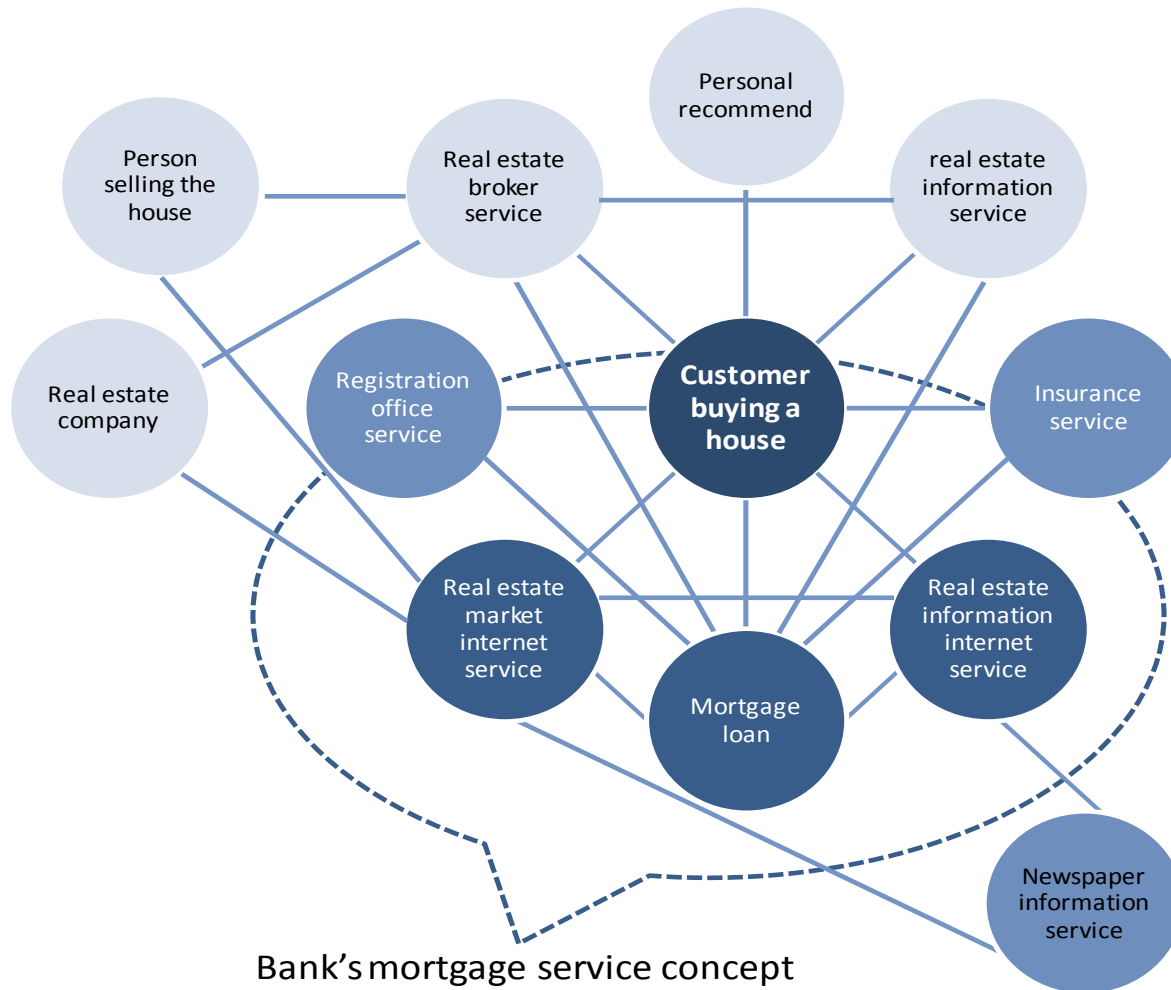 Personal
recommend
Person
selling the
house
Real estate
broker
service
real estate
information
service
Real estate
company
Registration
office
service
Customer
buying a
house
Insurance
service
Real estate
market
internet
service
Mortgage
loan
Real estate
information
internet
service
Newspaper
information
service
Bank's mortgage service concept